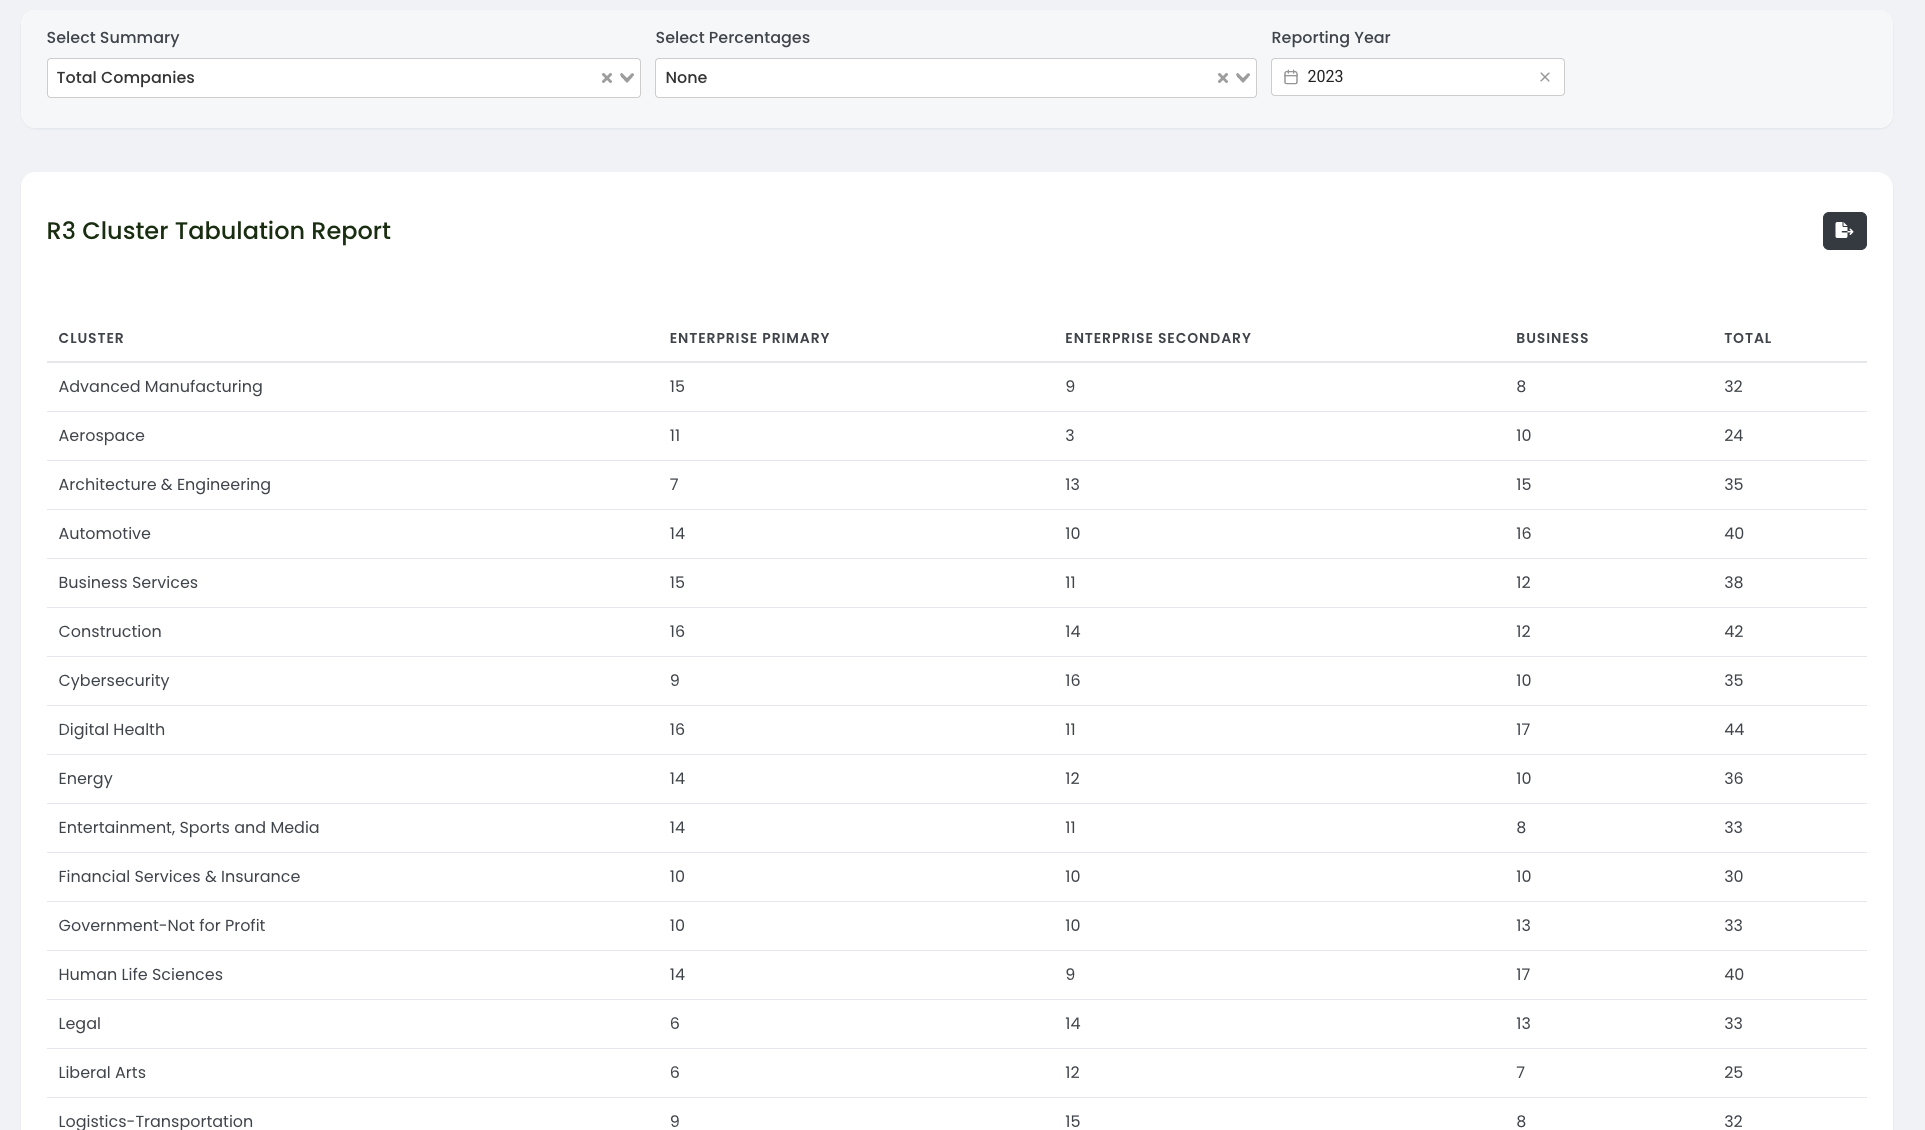 Select Summary Select Percentages Reporting Year
Total Companies None 2023
R3 Cluster Tabulation Report
CLUSTER ENTERPRISE PRIMARY ENTERPRISE SECONDARY BUSINESS TOTAL
Advanced Manufacturing 15 9 8 32
Aerospace 11 3 10 24
Architecture & Engineering 7 13 15 35
Automotive 14 10 16 40
Business Services 15 11 12 38
Construction 16 14 12 42
Cybersecurity 9 16 10 35
Digital Health 16 11 17 44
Energy 14 12 10 36
Entertainment, Sports and Media 14 11 8 33
Financial Services & Insurance 10 10 10 30
Government-Not for Profit 10 10 13 33
Human Life Sciences 14 9 17 40
Legal 6 14 13 33
Liberal Arts 6 12 7 25
Logistics-Transportation 9 15 8 32